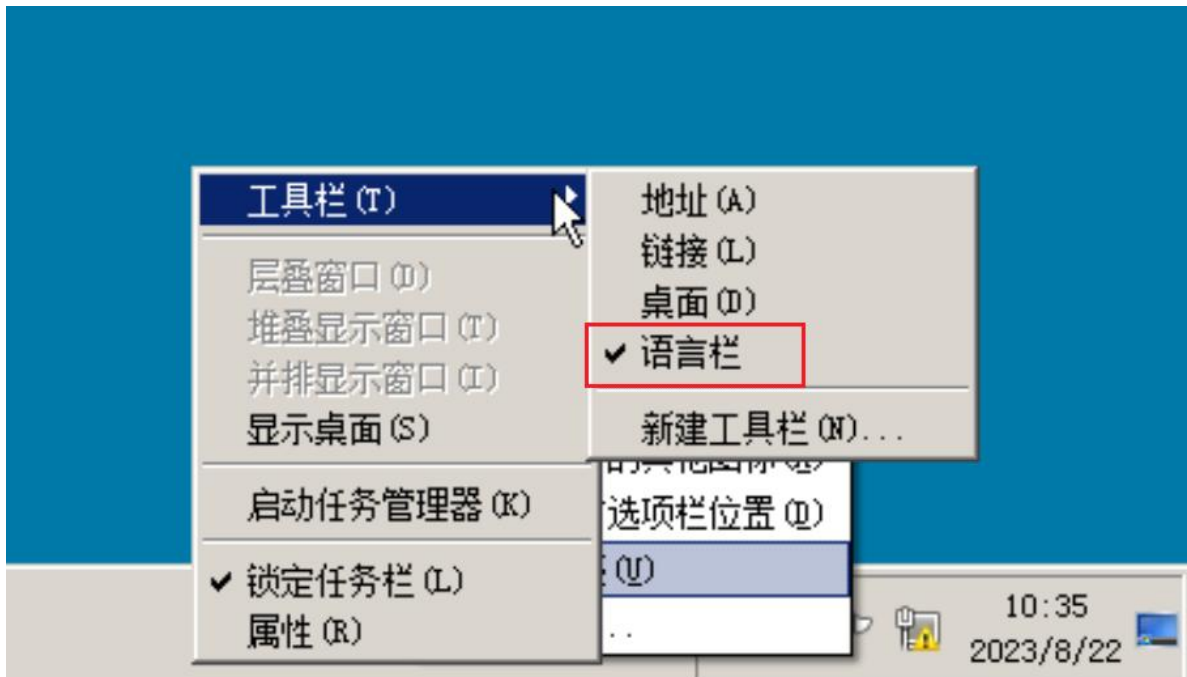 工具栏(T)
层叠窗口(D)
堆叠显示窗口(T)
并排显示窗口(I)
显示桌面(S)
启动任务管理器(K)
锁定任务栏(L)
属性(R)
地址(A)
链接(L)
桌面(D)
语言栏
新建工具栏(N)...
选项栏位置(D)
(U)
..
10:35
2023/8/22